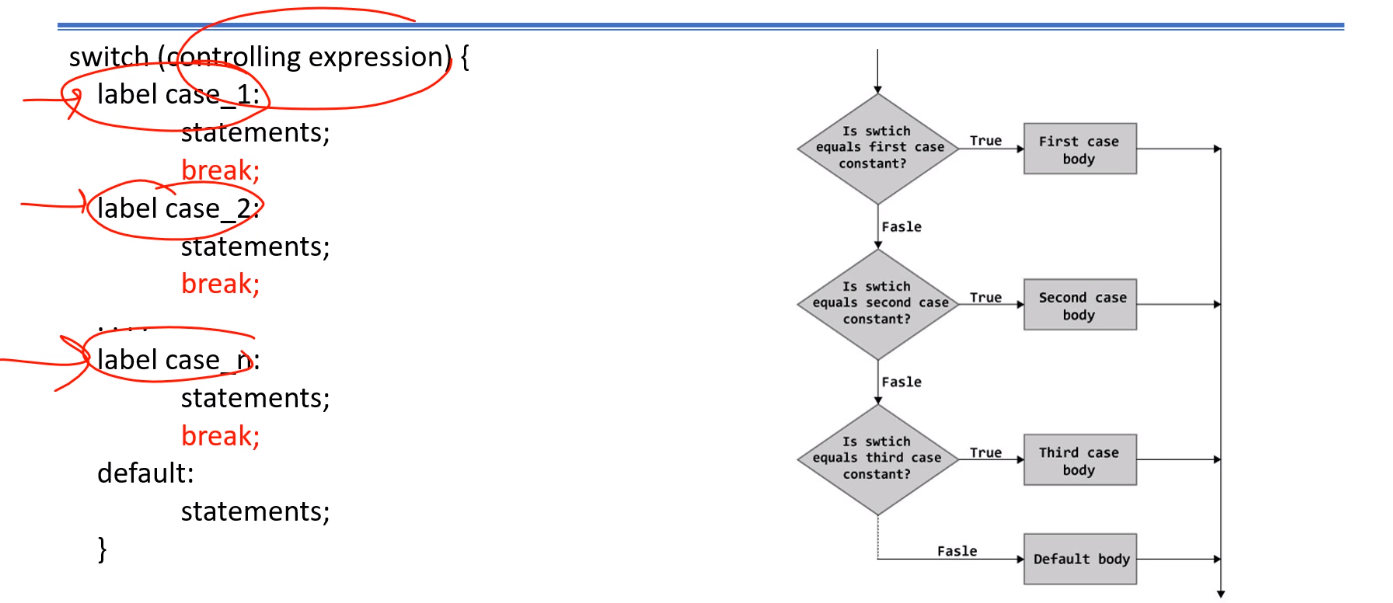 switch (controlling expression) {
label case_1:
statements;
break;
label case_2:
statements;
break;
. . . .
label case_n:
statements;
break;
default:
statements;
}
Is swtich
equals first case
constant?
True
First case
body
Fasle
Is swtich
equals second case
constant?
True
Second case
body
Fasle
Is swtich
equals third case
constant?
True
Third case
body
Fasle
Default body